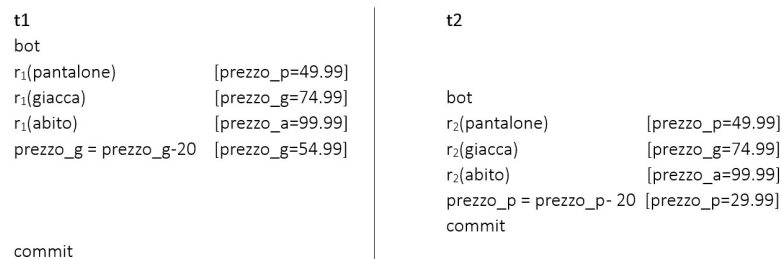 t1
bot
r₁(pantalone) [prezzo_p=49.99]
r₁(giacca) [prezzo_g=74.99]
r₁(abito) [prezzo_a=99.99]
prezzo_g = prezzo_g-20 [prezzo_g=54.99]
commit
t2
bot
r₂(pantalone) [prezzo_p=49.99]
r₂(giacca) [prezzo_g=74.99]
r₂(abito) [prezzo_a=99.99]
prezzo_p = prezzo_p- 20 [prezzo_p=29.99]
commit